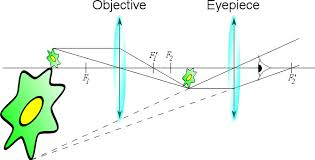 Objective
Eyepiece
F₁
F₁'
F₂
F₂'